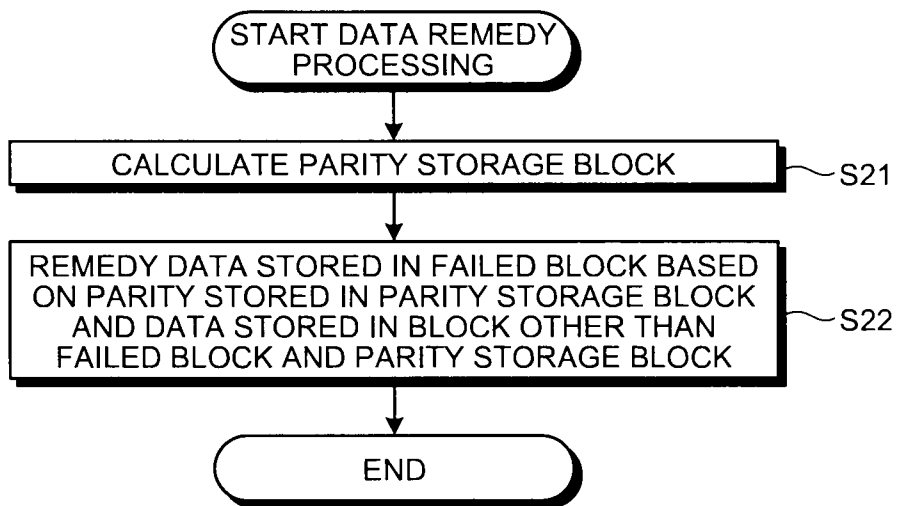 START DATA REMEDY
PROCESSING
CALCULATE PARITY STORAGE BLOCK
S21
REMEDY DATA STORED IN FAILED BLOCK BASED
ON PARITY STORED IN PARITY STORAGE BLOCK
AND DATA STORED IN BLOCK OTHER THAN
FAILED BLOCK AND PARITY STORAGE BLOCK
S22
END